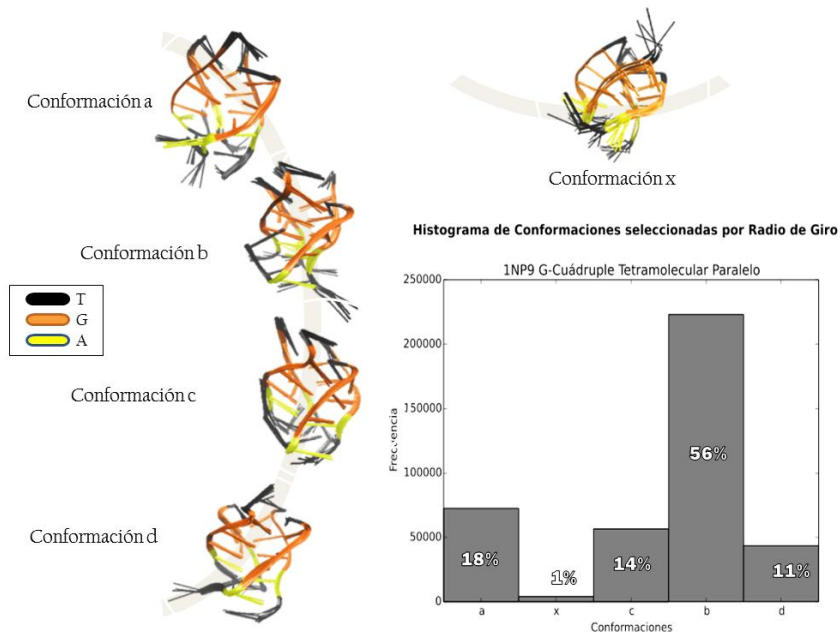 Conformación a
Conformación x
Conformación b
T
G
A
Conformación c
Conformación d
Histograma de Conformaciones seleccionadas por Radio de Giro
1NP9 G-Cuádruple Tetramolecular Paralelo
250000
200000
150000
100000
50000
0
Frecuencia
18%
1%
14%
56%
11%
a
x
c
b
d
Conformaciones